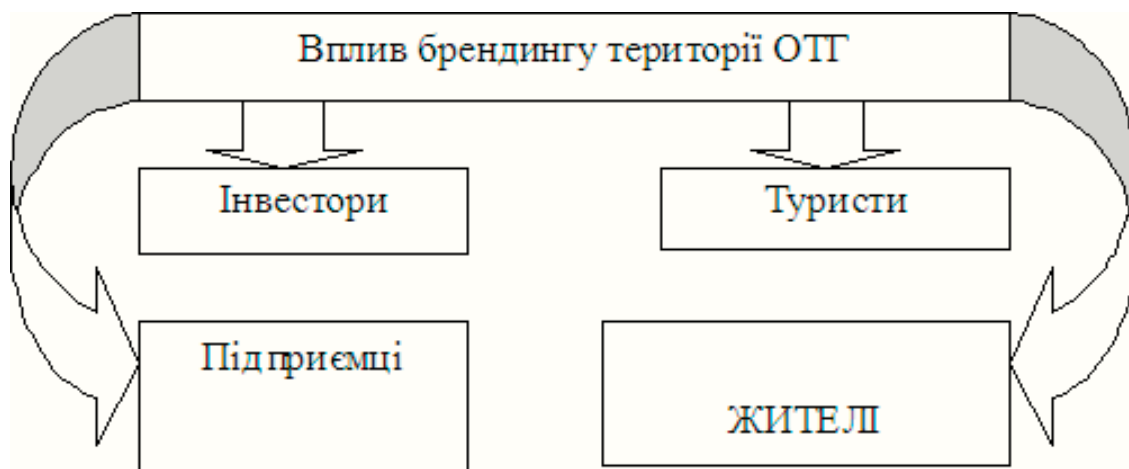 Вплив брендингу території ОТГ
Інвестори
Туристи
Підприємці
ЖИТЕЛІ